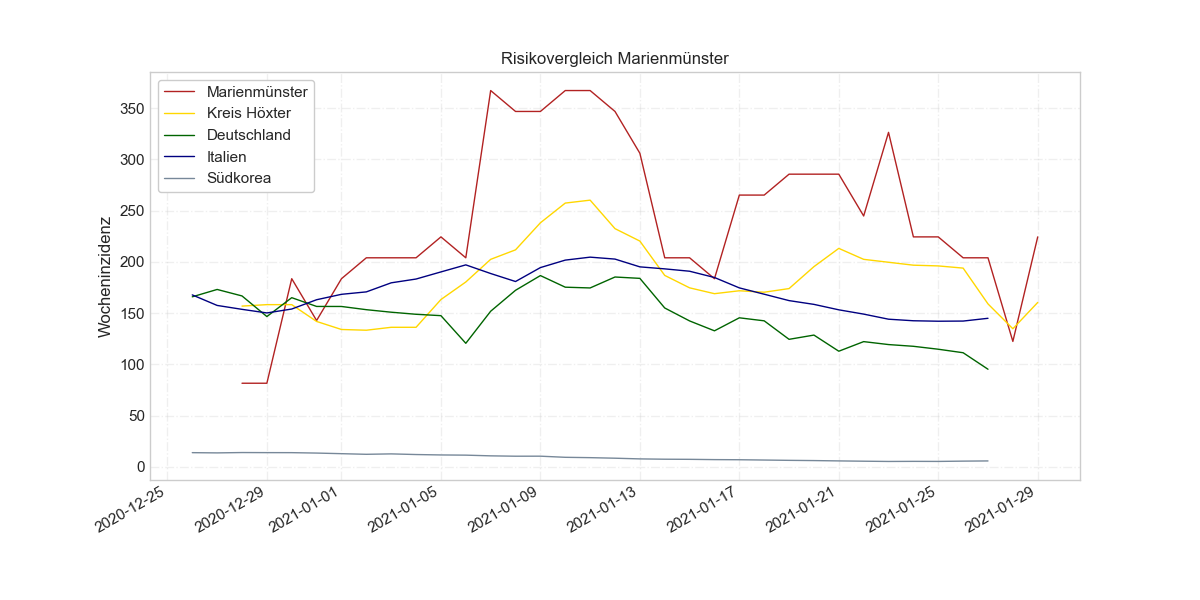 Risikovergleich Marienmünster
Marienmünster
Kreis Höxter
Deutschland
Italien
Südkorea
Wocheninzidenz
350
300
250
200
150
100
50
0
2020-12-25
2020-12-29
2021-01-01
2021-01-05
2021-01-09
2021-01-13
2021-01-17
2021-01-21
2021-01-25
2021-01-29